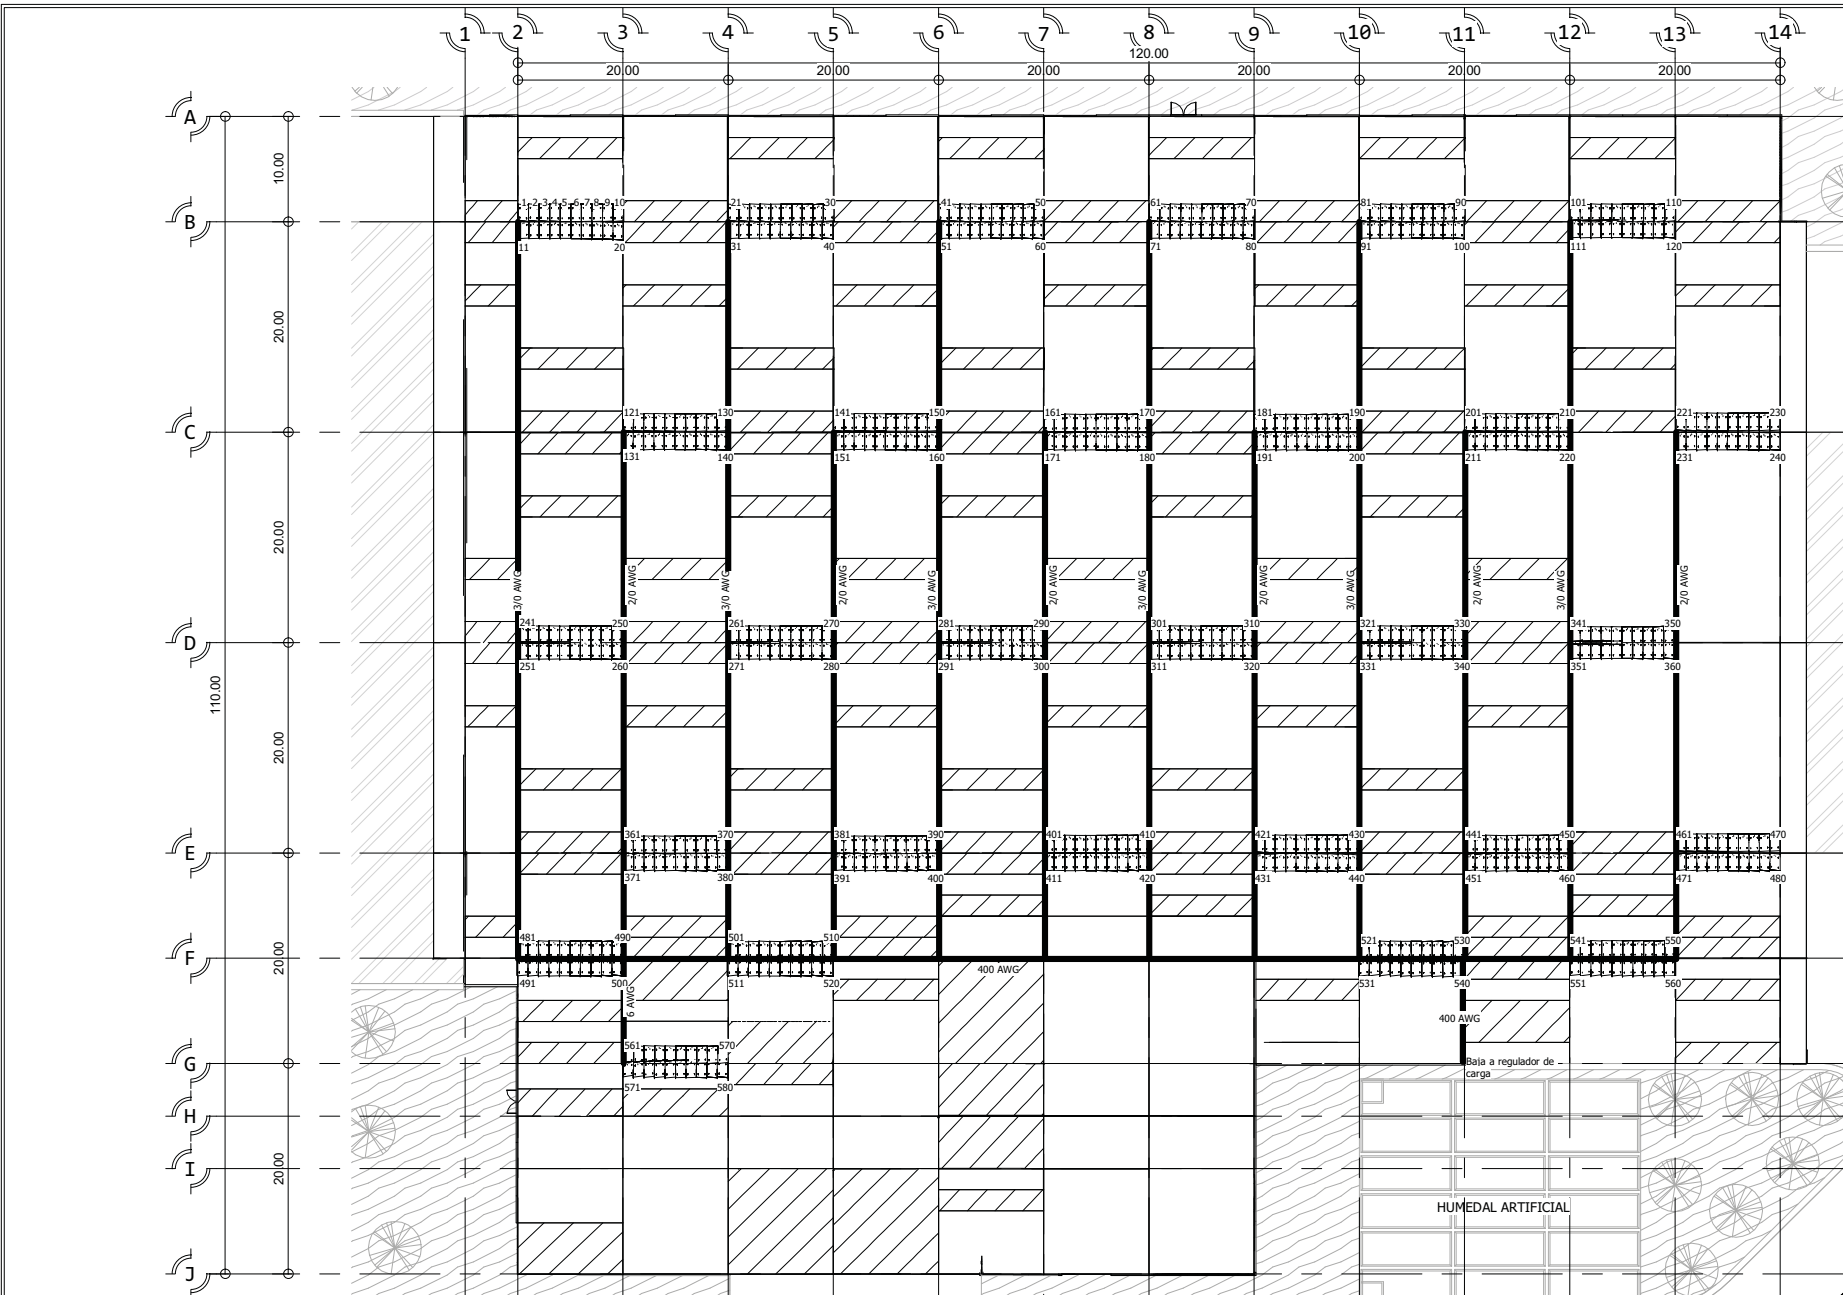 1 2 3 4 5 6 7 8 9 10 11 12 13 14
120.00
20.00 20.00 20.00 20.00 20.00 20.00
A
10.00
1 2 3 4 5 6 7 8 9 10 21 30 41 50 61 70 81 90 101 110
B
11 20 31 40 51 60 71 80 91 100 111 120
20.00
121 130 141 150 161 170 181 190 201 210 221 230
C
131 140 151 160 171 180 191 200 211 220 231 240
20.00
3/0 AWG 2/0 AWG 3/0 AWG 2/0 AWG 3/0 AWG 2/0 AWG 3/0 AWG 2/0 AWG 3/0 AWG 2/0 AWG 3/0 AWG 2/0 AWG
241 250 261 270 281 290 301 310 321 330 341 350
D
251 260 271 280 291 300 311 320 331 340 351 360
110.00
20.00
361 370 381 390 401 410 421 430 441 450 461 470
E
371 380 391 400 411 420 431 440 451 460 471 480
481 490 501 510 521 530 541 550
F
20.00
400 AWG
491 500 511 520 531 540 551 560
6 AWG
400 AWG
561 570
G
Baja a regulador de
carga
571 580
H
I
20.00
HUMEDAL ARTIFICIAL
J